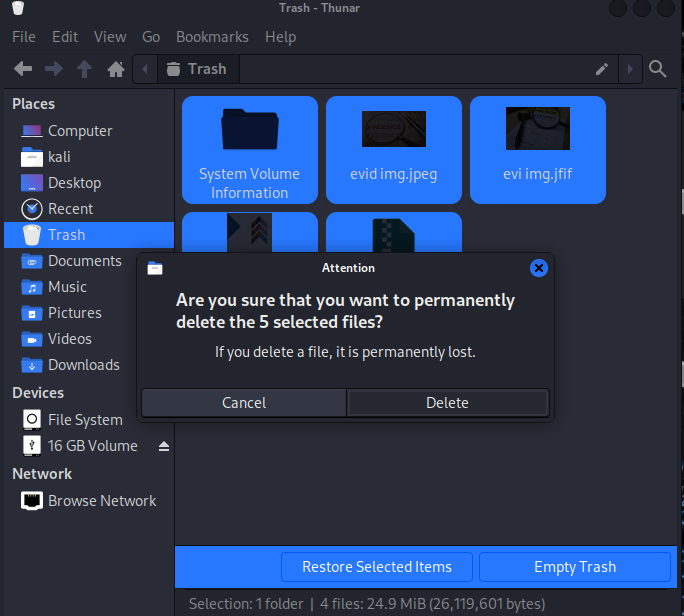 Trash - Thunar
File Edit View Go Bookmarks Help
Trash
Places
Computer
kali
Desktop
Recent
Trash
Documents
Music
Pictures
Videos
Downloads
Devices
File System
16 GB Volume
Network
Browse Network
System Volume
Information
evid img.jpeg
evi img.jfif
EVIDENCE
Attention
Are you sure that you want to permanently
delete the 5 selected files?
If you delete a file, it is permanently lost.
Cancel
Delete
Restore Selected Items
Empty Trash
Selection: 1 folder | 4 files: 24.9 MiB (26,119,601 bytes)